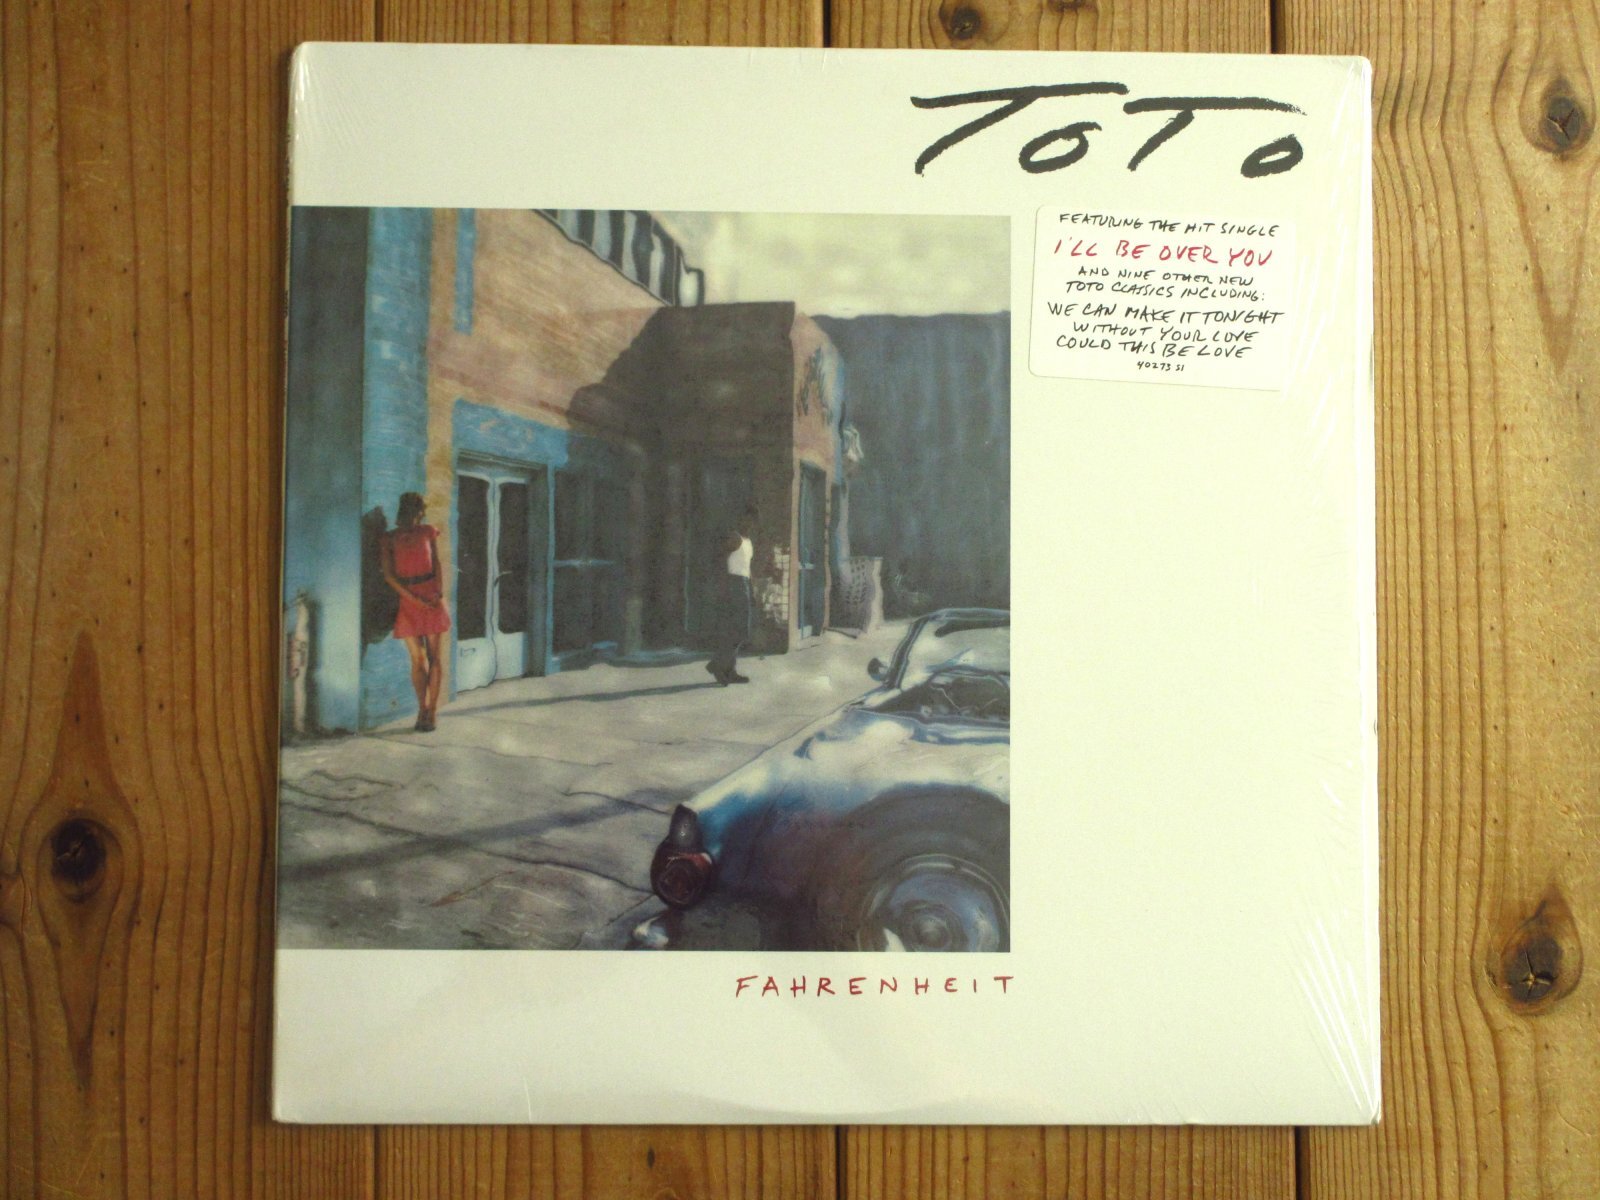 TOTO
FEATURING THE HIT SINGLE
I'LL BE OVER YOU
AND NINE OTHER NEW
TOTO CLASSICS INCLUDING:
WE CAN MAKE IT TONIGHT
WITHOUT YOUR LOVE
COULD THIS BE LOVE
40273 S1
FAHRENHEIT